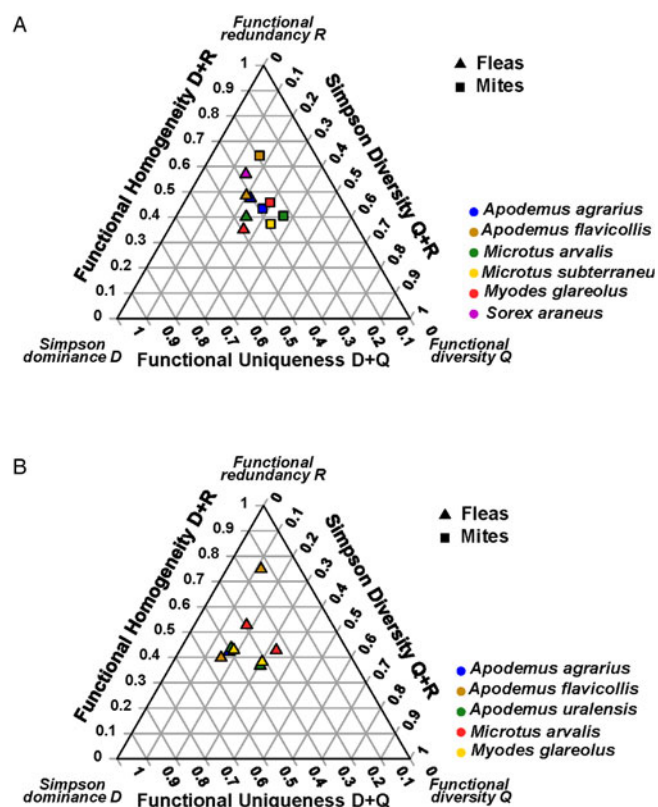 A
Functional
redundancy R
Functional Homogeneity D+R
Simpson Diversity Q+R
1
0.9
0.8
0.7
0.6
0.5
0.4
0.3
0.2
0.1
0
0
0.1
0.2
0.3
0.4
0.5
0.6
0.7
0.8
0.9
1
1
0.9
0.8
0.7
0.6
0.5
0.4
0.3
0.2
0.1
0
Fleas
Mites
Apodemus agrarius
Apodemus flavicollis
Microtus arvalis
Microtus subterraneu
Myodes glareolus
Sorex araneus
Simpson
dominance D
Functional Uniqueness D+Q
Functional
diversity Q
B
Functional
redundancy R
Functional Homogeneity D+R
Simpson Diversity Q+R
1
0.9
0.8
0.7
0.6
0.5
0.4
0.3
0.2
0.1
0
0
0.1
0.2
0.3
0.4
0.5
0.6
0.7
0.8
0.9
1
1
0.9
0.8
0.7
0.6
0.5
0.4
0.3
0.2
0.1
0
Fleas
Mites
Apodemus agrarius
Apodemus flavicollis
Apodemus uralensis
Microtus arvalis
Myodes glareolus
Simpson
dominance D
Functional Uniqueness D+Q
Functional
diversity Q